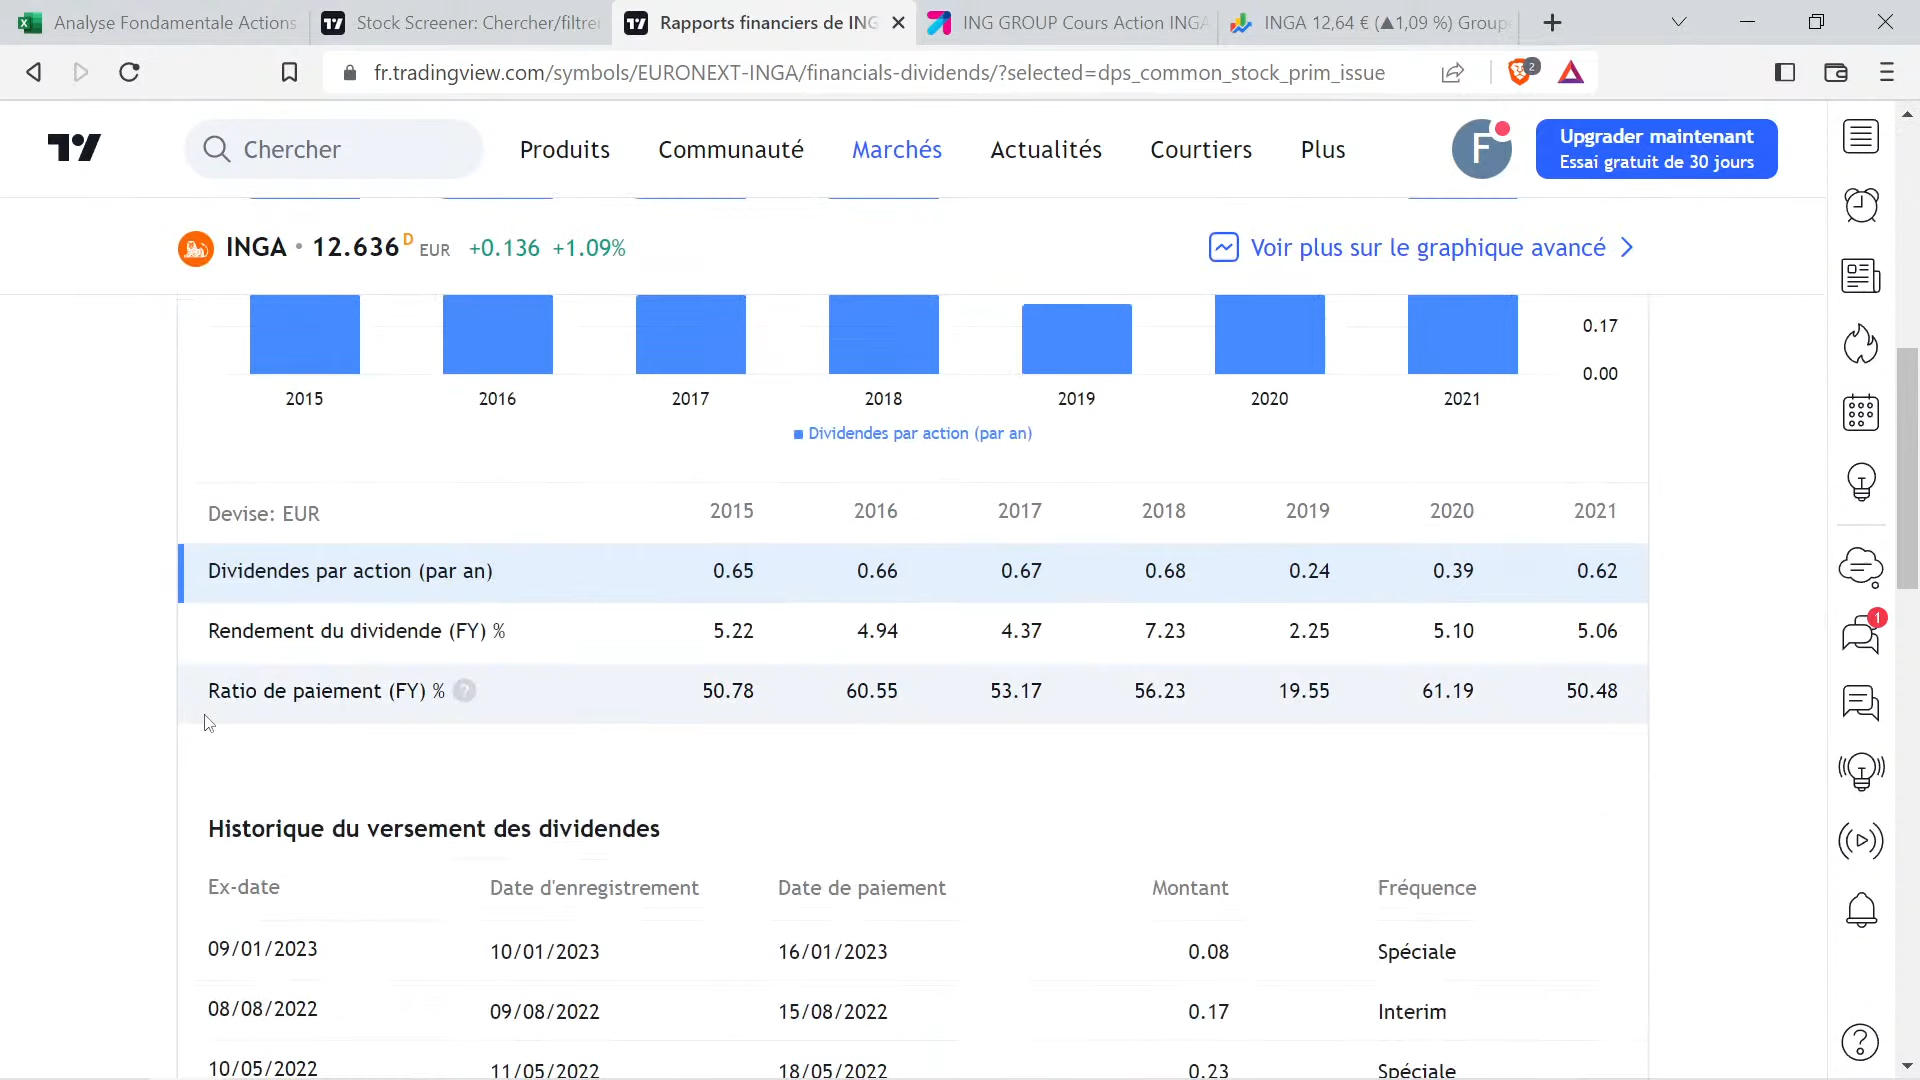 Analyse Fondamentale Actions
Stock Screener: Chercher/filtrer
Rapports financiers de ING
ING GROUP Cours Action INGA
INGA 12,64 € (▲1,09 %) Groupe
fr.tradingview.com/symbols/EURONEXT-INGA/financials-dividends/?selected=dps_common_stock_prim_issue
2
Chercher
Produits
Communauté
Marchés
Actualités
Courtiers
Plus
F
Upgrader maintenant
Essai gratuit de 30 jours
INGA • 12.636 D EUR +0.136 +1.09%
Voir plus sur le graphique avancé
0.17
0.00
2015 2016 2017 2018 2019 2020 2021
Dividendes par action (par an)
Devise: EUR 2015 2016 2017 2018 2019 2020 2021
Dividendes par action (par an) 0.65 0.66 0.67 0.68 0.24 0.39 0.62
Rendement du dividende (FY) % 5.22 4.94 4.37 7.23 2.25 5.10 5.06
1
Ratio de paiement (FY) % ? 50.78 60.55 53.17 56.23 19.55 61.19 50.48
Historique du versement des dividendes
Ex-date Date d'enregistrement Date de paiement Montant Fréquence
09/01/2023 10/01/2023 16/01/2023 0.08 Spéciale
08/08/2022 09/08/2022 15/08/2022 0.17 Interim
10/05/2022 11/05/2022 18/05/2022 0.23 Spéciale